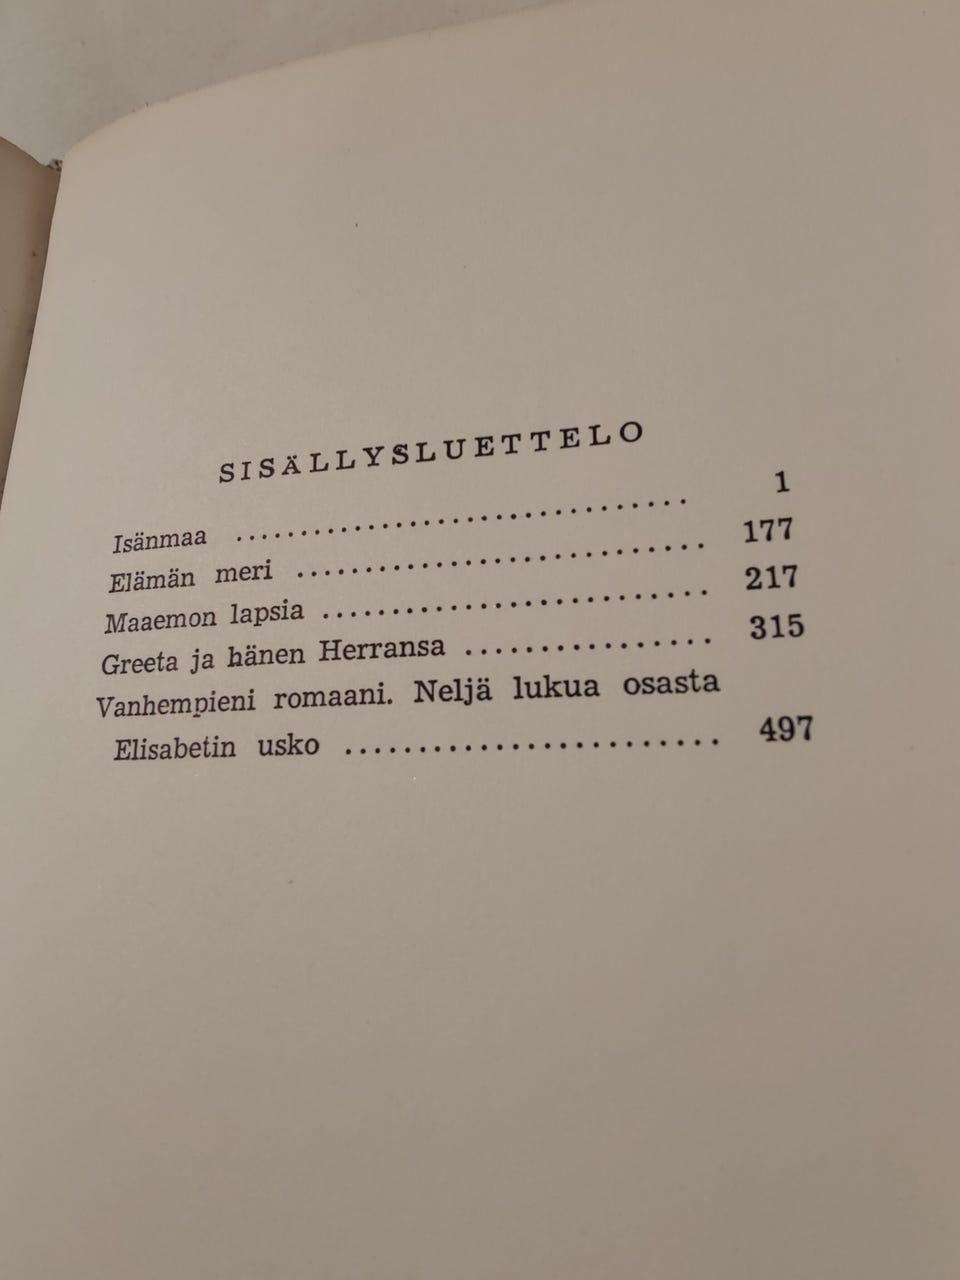 SISÄLLYSLUETTELO
Isänmaa .................................. 1
Elämän meri .............................. 177
Maaemon lapsia ........................... 217
Greeta ja hänen Herransa ................ 315
Vanhempieni romaani. Neljä lukua osasta
Elisabetin usko ......................... 497